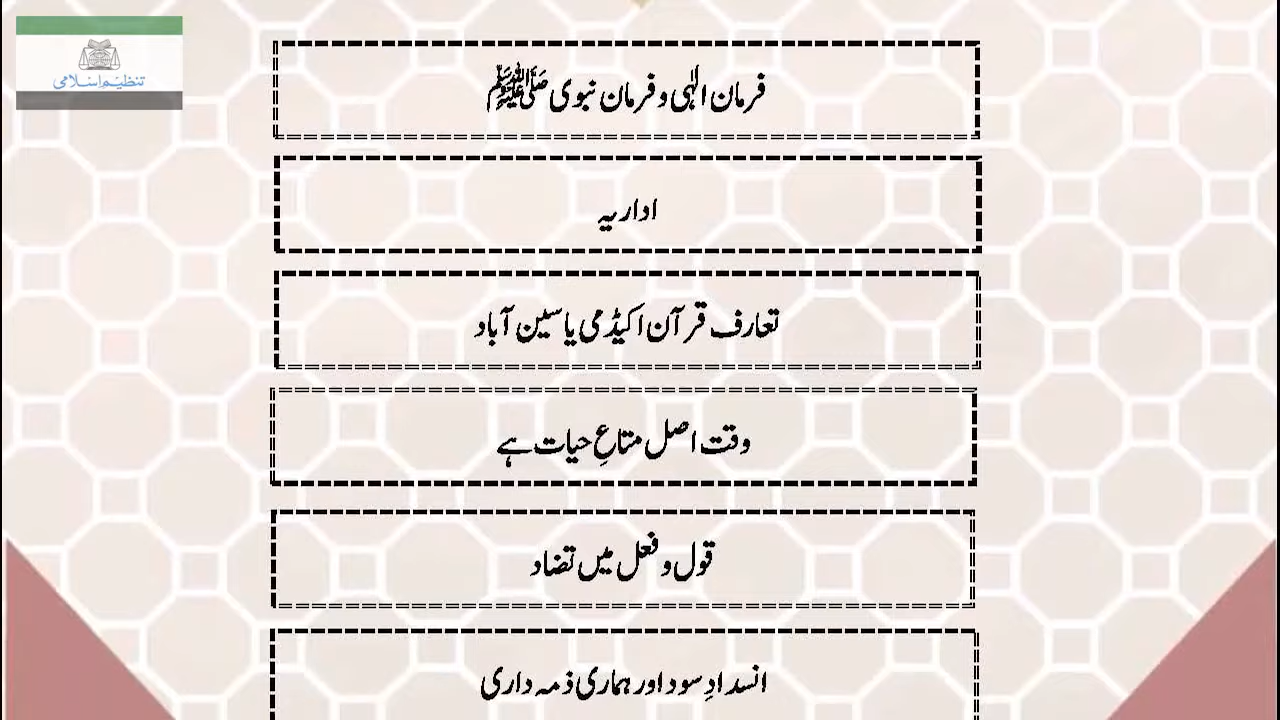 تنظیمِ اسلامی
فرمان الٰہی و فرمان نبوی ﷺ
اداریہ
تعارف قرآن اکیڈمی یاسین آباد
وقت اصل متاعِ حیات ہے
قول و فعل میں تضاد
انسدادِ سود اور ہماری ذمہ داری